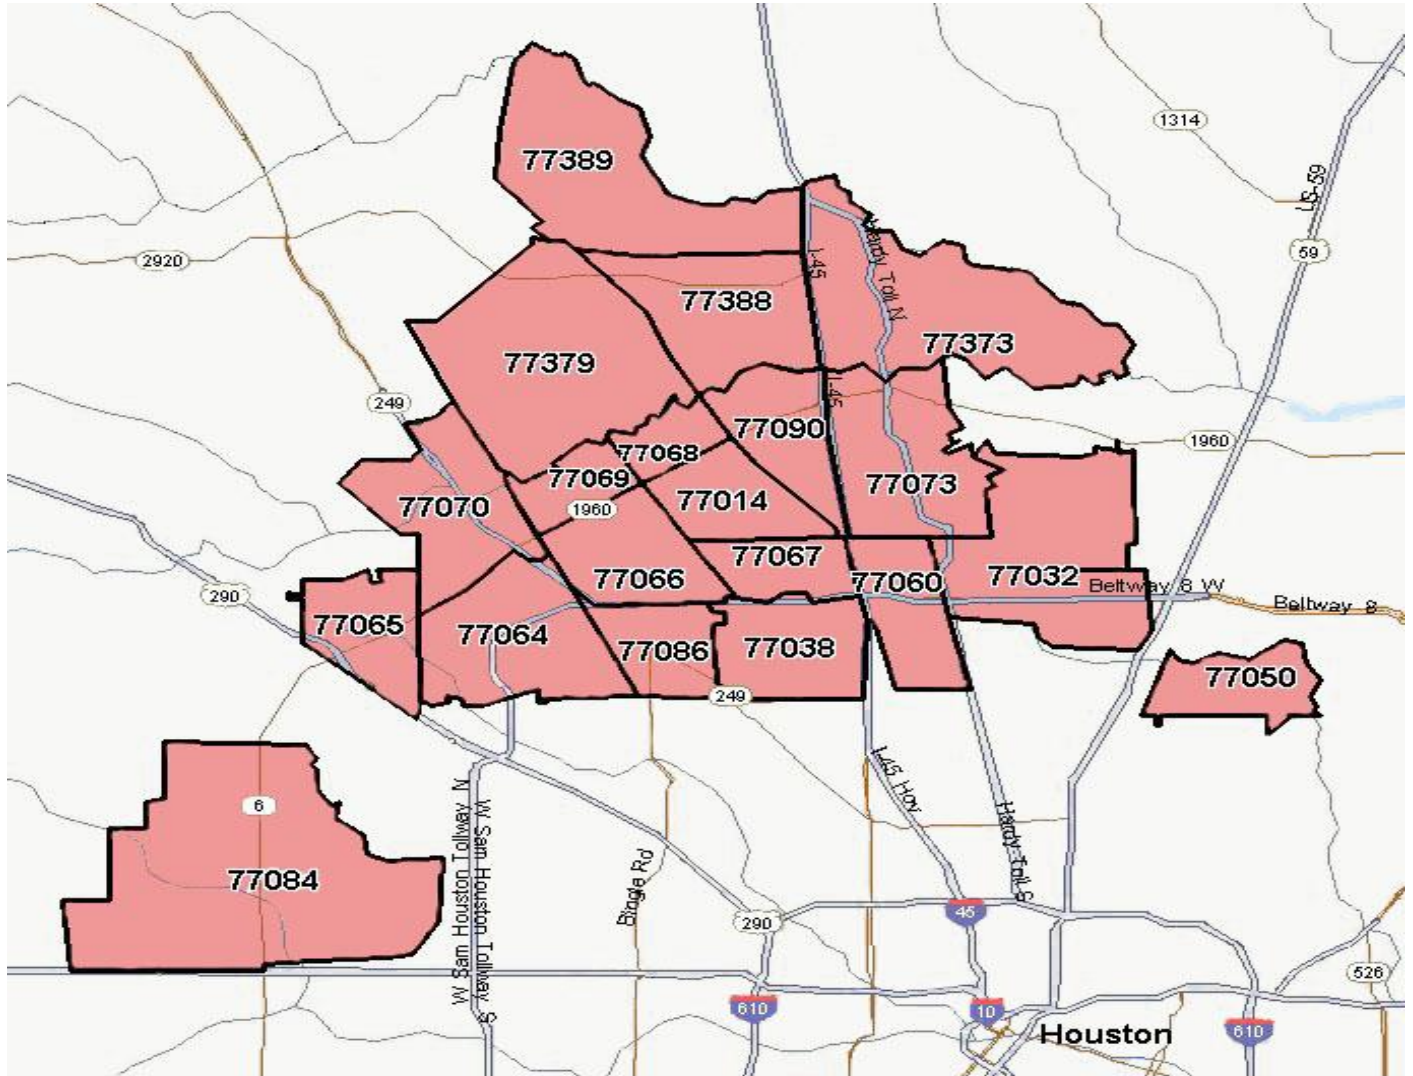 1314
77389
US-59
59
2920
I-45
Hardy Toll N
77388
77373
77379
I-45
249
77090
1960
77068
77069
77073
77070
77014
1960
77067
77066
77060
77032
Beltway 8 W
Beltway 8
290
77065
77064
77086
77038
77050
249
I-45 Hov
6
W Sam Houston Tollway N
W Sam Houston Tollway S
Hardy Toll S
77084
Bingle Rd
45
290
526
610
10
Houston
610